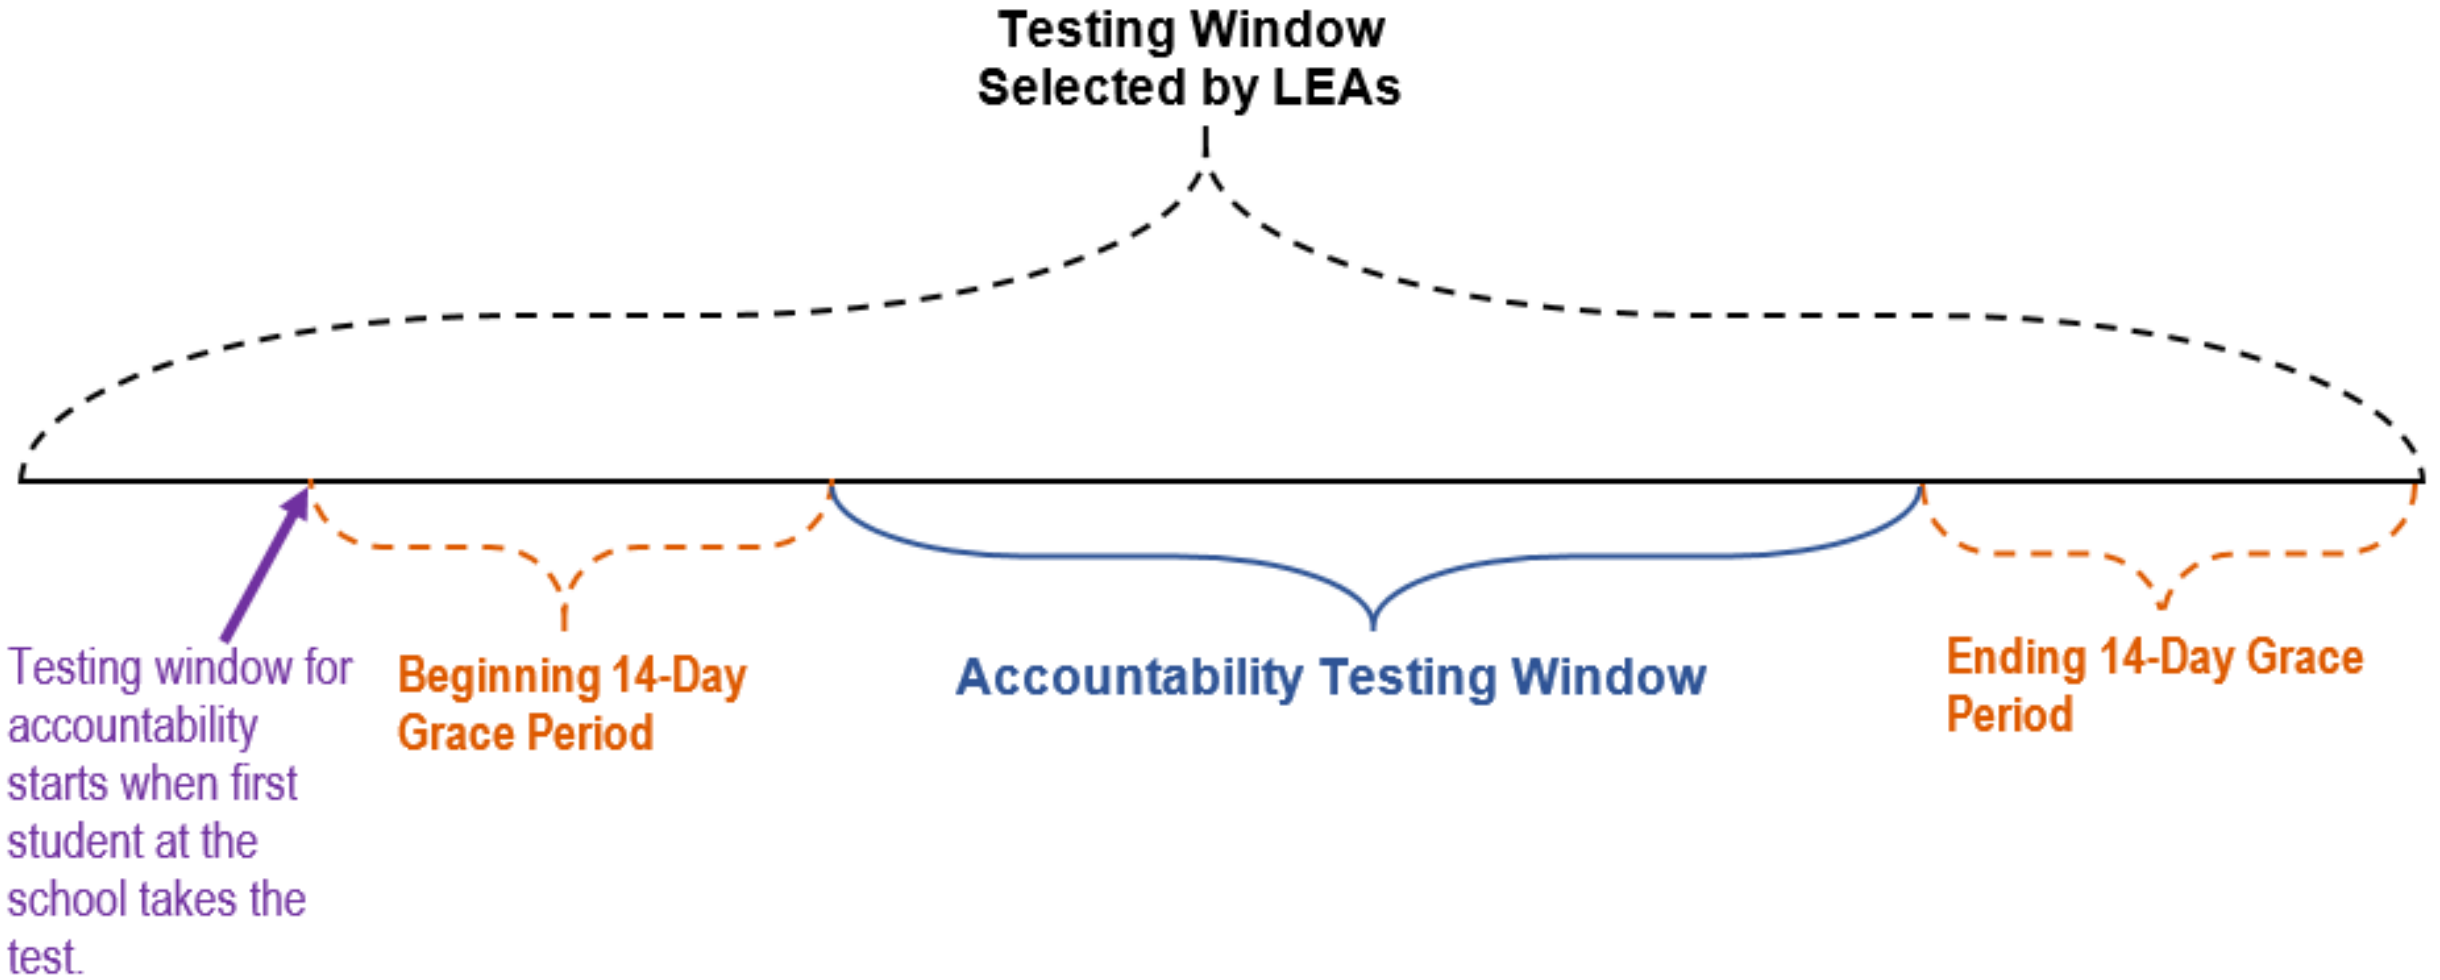 Testing Window
Selected by LEAs
Testing window for
accountability
starts when first
student at the
school takes the
test.
Beginning 14-Day
Grace Period
Accountability Testing Window
Ending 14-Day Grace
Period